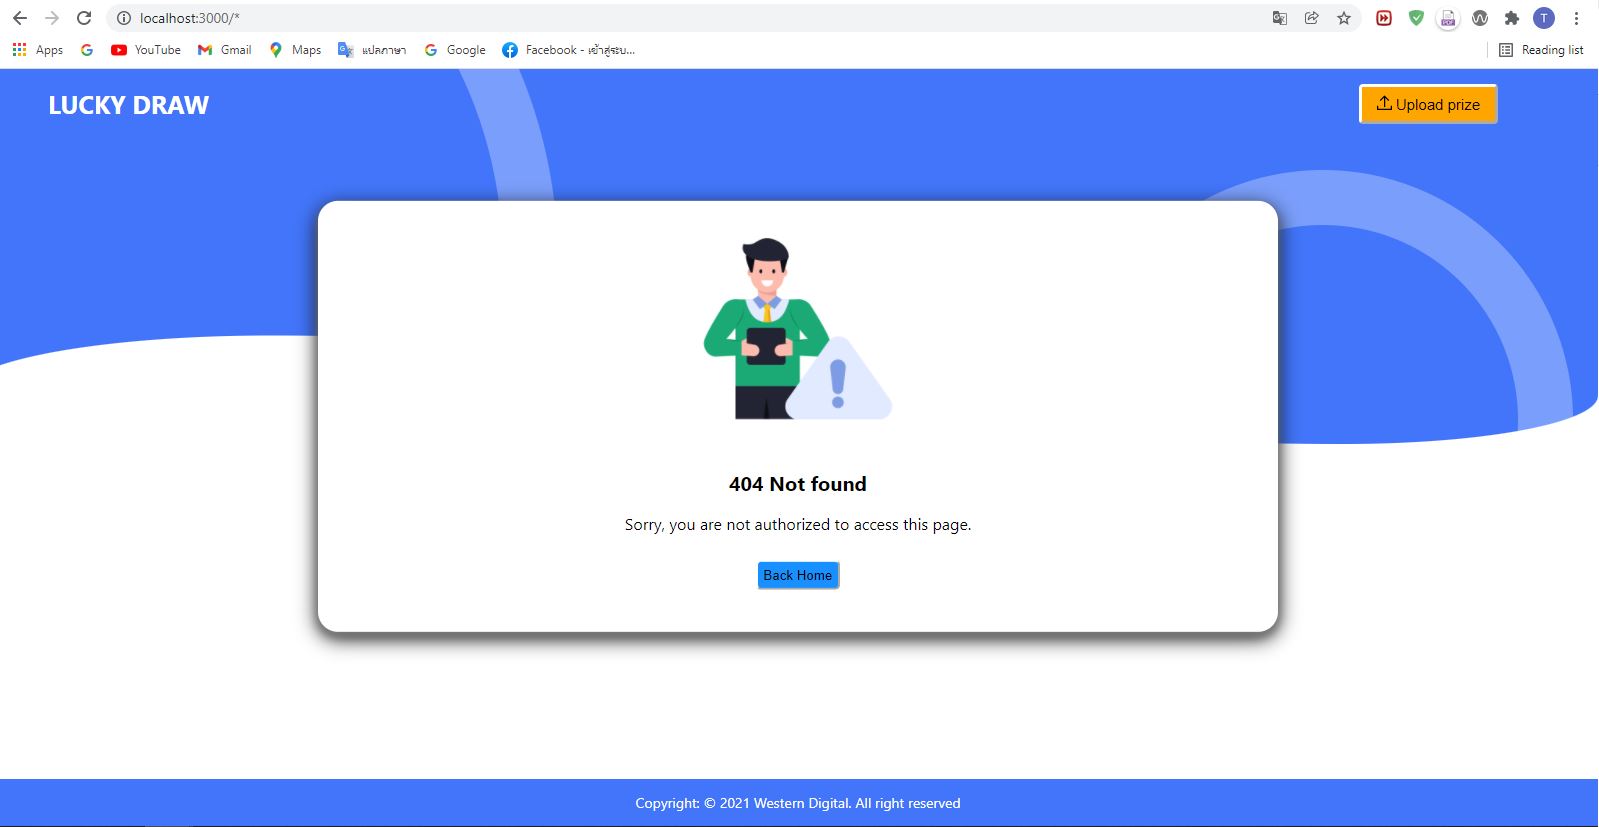 localhost:3000/*
T
Apps
YouTube
Gmail
Maps
แปลภาษา
Google
Facebook - เข้าสู่ระบ...
Reading list
LUCKY DRAW
Upload prize
404 Not found
Sorry, you are not authorized to access this page.
Back Home
Copyright: © 2021 Western Digital. All right reserved